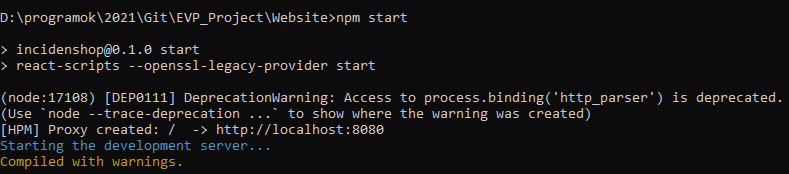 D:\programok\2021\Git\EVP_Project\Website>npm start
> incidenshop@0.1.0 start
> react-scripts --openssl-legacy-provider start
(node:17108) [DEP0111] DeprecationWarning: Access to process.binding('http_parser') is deprecated.
(Use `node --trace-deprecation ...` to show where the warning was created)
[HPM] Proxy created: /  -> http://localhost:8080
Starting the development server...
Compiled with warnings.